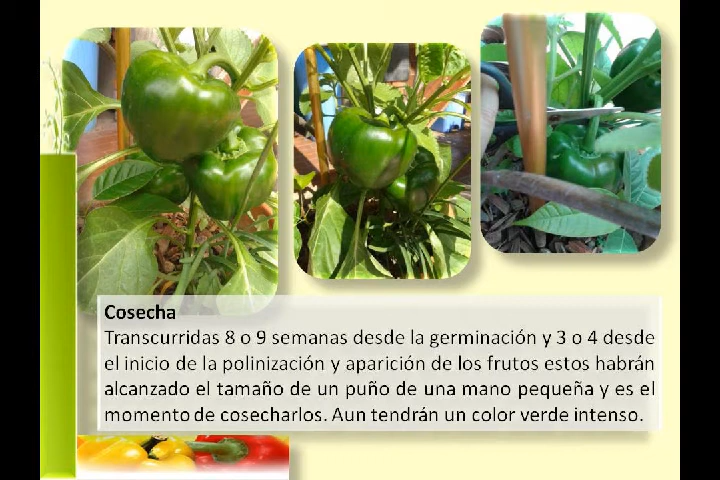 Cosecha
Transcurridas 8 o 9 semanas desde la germinación y 3 o 4 desde
el inicio de la polinización y aparición de los frutos estos habrán
alcanzado el tamaño de un puño de una mano pequeña y es el
momento de cosecharlos. Aun tendrán un color verde intenso.